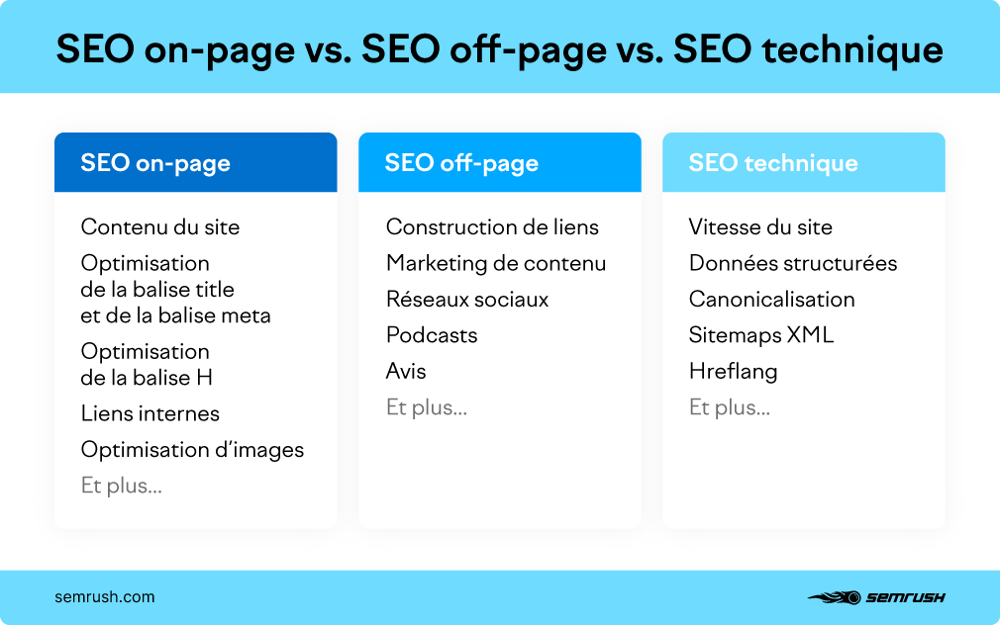 SEO on-page vs. SEO off-page vs. SEO technique
SEO on-page
Contenu du site
Optimisation
de la balise title
et de la balise meta
Optimisation
de la balise H
Liens internes
Optimisation d’images
Et plus...
SEO off-page
Construction de liens
Marketing de contenu
Réseaux sociaux
Podcasts
Avis
Et plus...
SEO technique
Vitesse du site
Données structurées
Canonicalisation
Sitemaps XML
Hreflang
Et plus...
semrush.com
SEMRUSH